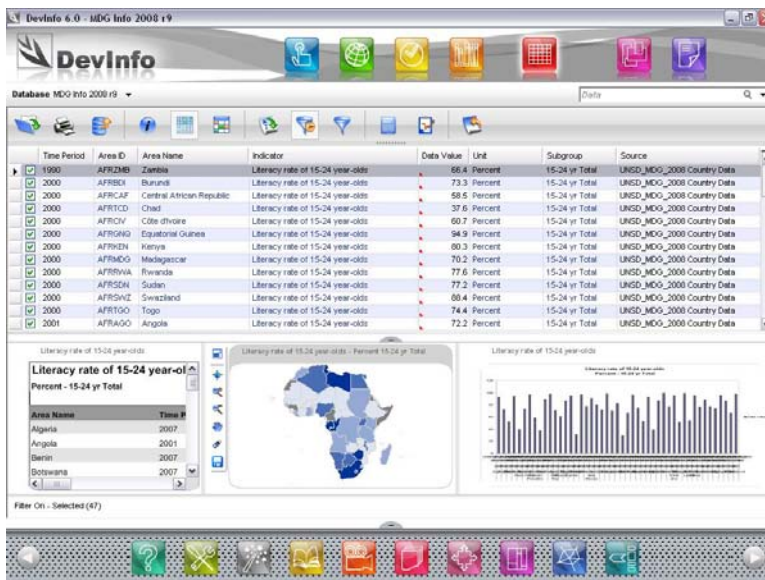 DevInfo 6.0 - MDG Info 2008 r9
DevInfo
Database MDG Info 2008 r9
Data
Time Period Area ID Area Name Indicator Data Value Unit Subgroup Source
1990 AFRZMB Zambia Literacy rate of 15-24 year-olds 66.4 Percent 15-24 yr Total UNSD_MDG_2008 Country Data
2000 AFRBDI Burundi Literacy rate of 15-24 year-olds 73.3 Percent 15-24 yr Total UNSD_MDG_2008 Country Data
2000 AFRCAF Central African Republic Literacy rate of 15-24 year-olds 58.5 Percent 15-24 yr Total UNSD_MDG_2008 Country Data
2000 AFRTCD Chad Literacy rate of 15-24 year-olds 37.6 Percent 15-24 yr Total UNSD_MDG_2008 Country Data
2000 AFRCIV Côte d'Ivoire Literacy rate of 15-24 year-olds 60.7 Percent 15-24 yr Total UNSD_MDG_2008 Country Data
2000 AFRGNQ Equatorial Guinea Literacy rate of 15-24 year-olds 94.9 Percent 15-24 yr Total UNSD_MDG_2008 Country Data
2000 AFRKEN Kenya Literacy rate of 15-24 year-olds 80.3 Percent 15-24 yr Total UNSD_MDG_2008 Country Data
2000 AFRMDG Madagascar Literacy rate of 15-24 year-olds 70.2 Percent 15-24 yr Total UNSD_MDG_2008 Country Data
2000 AFRRWA Rwanda Literacy rate of 15-24 year-olds 77.6 Percent 15-24 yr Total UNSD_MDG_2008 Country Data
2000 AFRSDN Sudan Literacy rate of 15-24 year-olds 77.2 Percent 15-24 yr Total UNSD_MDG_2008 Country Data
2000 AFRSWZ Swaziland Literacy rate of 15-24 year-olds 88.4 Percent 15-24 yr Total UNSD_MDG_2008 Country Data
2000 AFRTGO Togo Literacy rate of 15-24 year-olds 74.4 Percent 15-24 yr Total UNSD_MDG_2008 Country Data
2001 AFRAGO Angola Literacy rate of 15-24 year-olds 72.2 Percent 15-24 yr Total UNSD_MDG_2008 Country Data
Literacy rate of 15-24 year-olds
Literacy rate of 15-24 year-ol
Percent - 15-24 yr Total
Area Name Time P
Algeria 2007
Angola 2001
Benin 2007
Botswana 2007
Literacy rate of 15-24 year-olds - Percent 15-24 yr Total
Literacy rate of 15-24 year-olds
Literacy rate of 15-24 year-olds
Percent - 15-24 yr Total
Filter On - Selected (47)